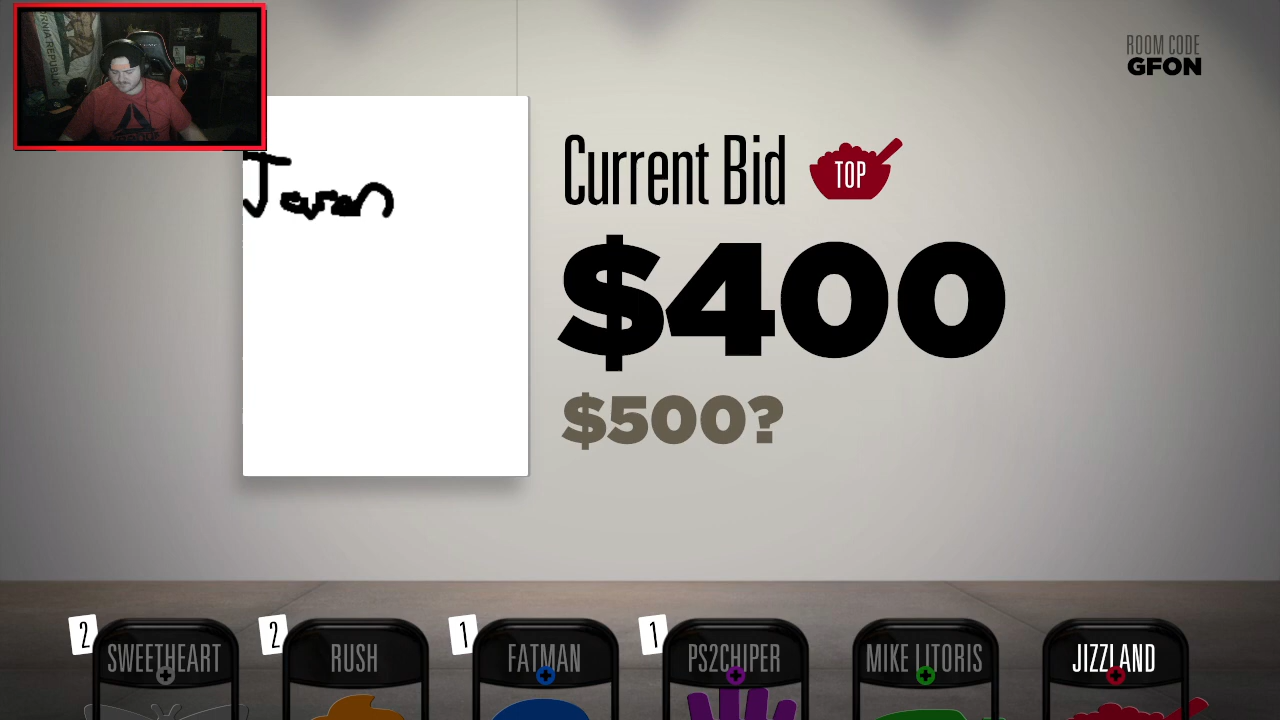 ROOM CODE
GFON
Current Bid
TOP
$400
$500?
2
SWEETHEART
2
RUSH
1
FATMAN
1
PS2CHIPER
MIKE LITORIS
JIZZLAND